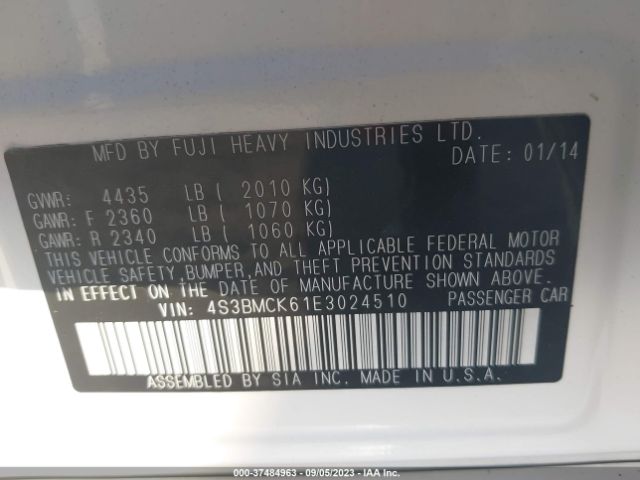 MFD BY FUJI HEAVY INDUSTRIES LTD.
DATE: 01/14
GVWR: 4435 LB ( 2010 KG)
GAWR: F 2360 LB ( 1070 KG)
GAWR: R 2340 LB ( 1060 KG)
THIS VEHICLE CONFORMS TO ALL APPLICABLE FEDERAL MOTOR
VEHICLE SAFETY, BUMPER, AND THEFT PREVENTION STANDARDS
IN EFFECT ON THE DATE OF MANUFACTURE SHOWN ABOVE.
VIN: 4S3BMCK61E3024510 PASSENGER CAR
ASSEMBLED BY SIA INC. MADE IN U.S.A.
000-37484963 - 09/05/2023 - IAAI.COM